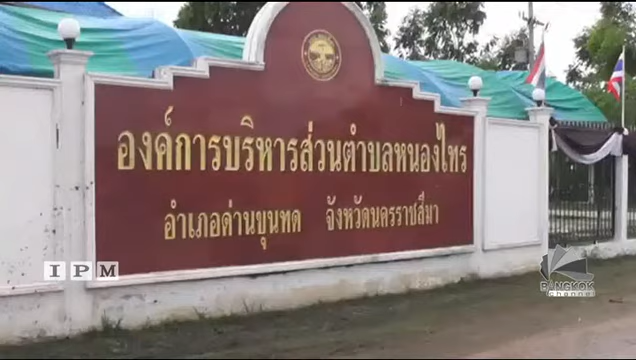 องค์การบริหารส่วนตำบลหนองไทร
อำเภอด่านขุนทด จังหวัดนครราชสีมา
IPM
BANGKOK
channel